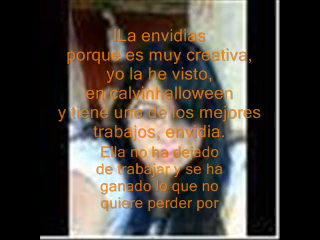 ¡La envidias
porque es muy creativa,
yo la he visto,
en calvinhalloween
y tiene uno de los mejores
trabajos, envidia.
Ella no ha dejado
de trabajar y se ha
ganado lo que no
quiere perder por